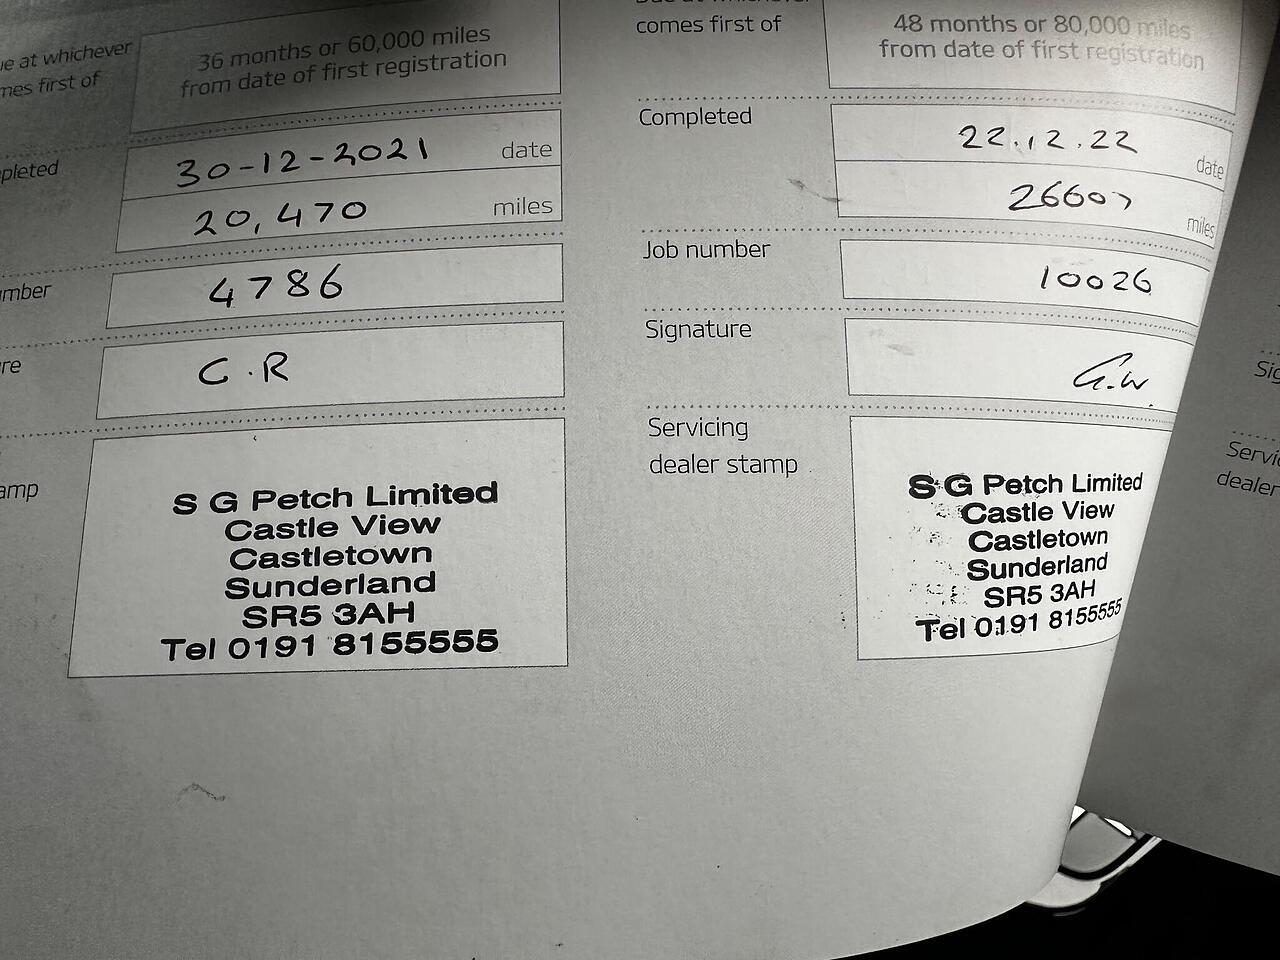 ue at whichever
mes first of
36 months or 60,000 miles
from date of first registration
pleted
30-12-2021 date
20,470 miles
umber
4786
re
C.R
amp
S G Petch Limited
Castle View
Castletown
Sunderland
SR5 3AH
Tel 0191 8155555
comes first of
48 months or 80,000 miles
from date of first registration
Completed
22.12.22 date
26607 miles
Job number
10026
Signature
G.W.
Servicing
dealer stamp
S G Petch Limited
Castle View
Castletown
Sunderland
SR5 3AH
Tel 0191 8155555
Sig
Servi
dealer